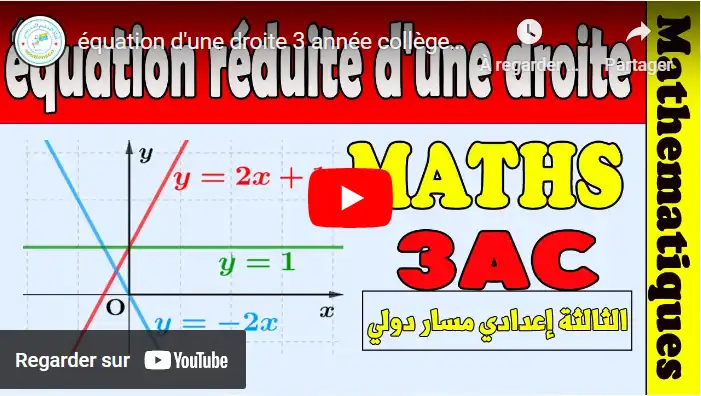 équation d'une droite 3 année collège...
À regarder ...
Partager
équation réduite d'une droite
Mathematiques
MATHS
3AC
الثالثة إعدادي مسار دولي
y
y = 2x +
y = 1
O
x
y = −2x
Regarder sur YouTube